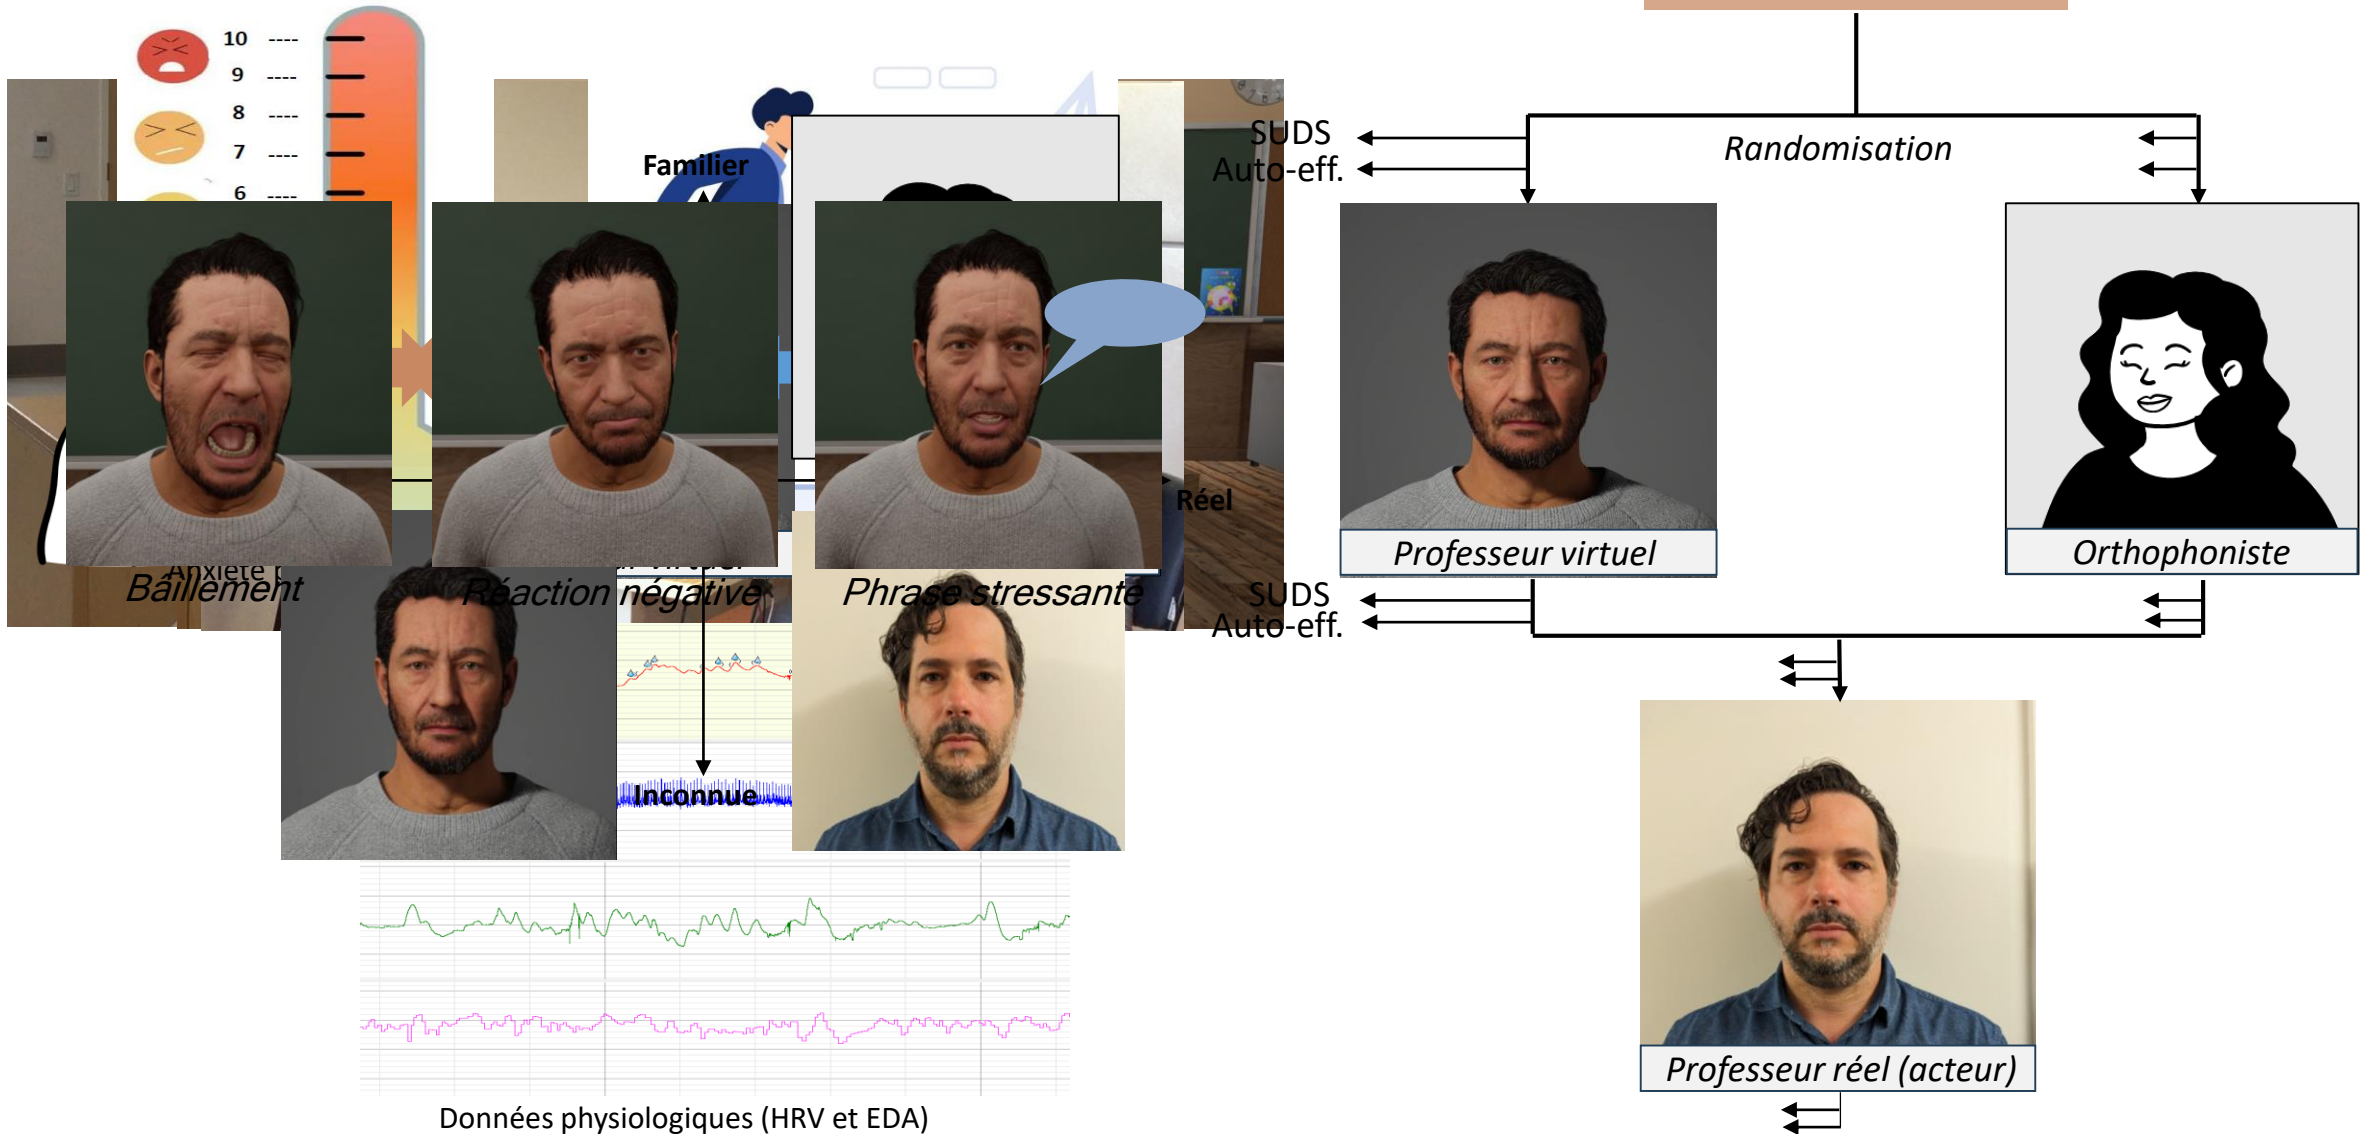 10 ----
9 ----
8 ----
7 ----
6 ----
Familier
Réel
Anxiété
Bâillement
Réaction négative
Phrase stressante
Inconnue
Données physiologiques (HRV et EDA)
SUDS
Auto-eff.
Randomisation
Professeur virtuel
Orthophoniste
SUDS
Auto-eff.
Professeur réel (acteur)